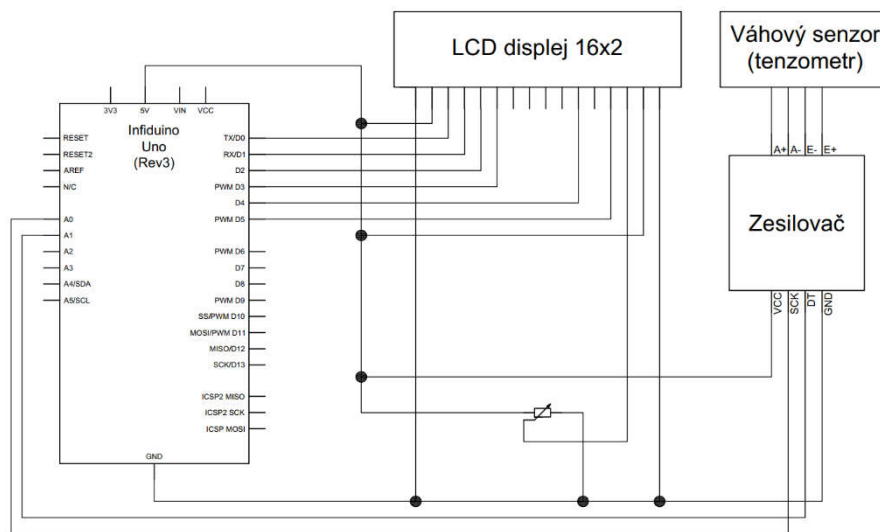 LCD displej 16x2
Váhový senzor
(tenzometr)
3V3
5V
VIN
VCC
Infiduino
Uno
(Rev3)
RESET
RESET2
AREF
N/C
A0
A1
A2
A3
A4/SDA
A5/SCL
TX/D0
RX/D1
D2
PWM D3
D4
PWM D5
PWM D6
D7
D8
PWM D9
SS/PWM D10
MOSI/PWM D11
MISO/D12
SCK/D13
ICSP2 MISO
ICSP2 SCK
ICSP MOSI
GND
A+
A-
E-
E+
Zesilovač
VCC
SCK
DT
GND